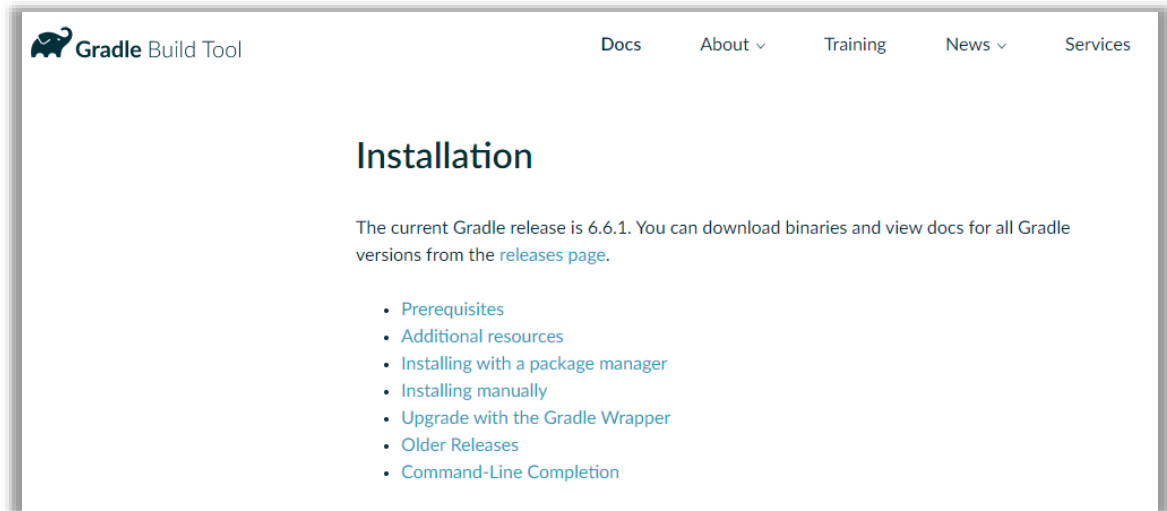 Gradle Build Tool
Docs About Training News Services
Installation
The current Gradle release is 6.6.1. You can download binaries and view docs for all Gradle
versions from the releases page.
Prerequisites
Additional resources
Installing with a package manager
Installing manually
Upgrade with the Gradle Wrapper
Older Releases
Command-Line Completion